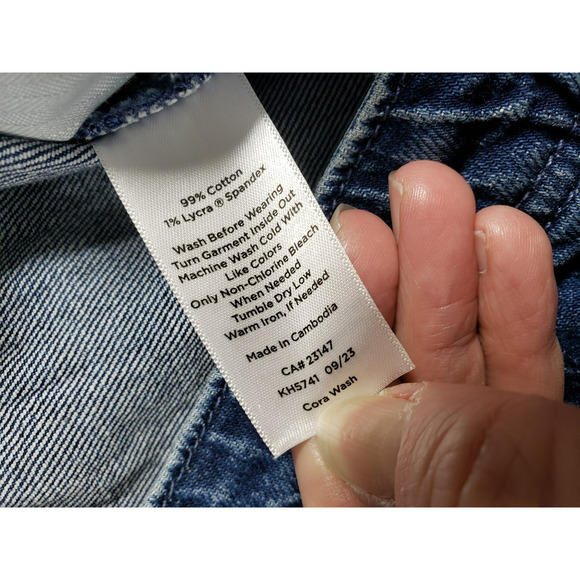 99% Cotton
1% Lycra ® Spandex
Wash Before Wearing
Turn Garment Inside Out
Machine Wash Cold With
Like Colors
Only Non-Chlorine Bleach
When Needed
Tumble Dry Low
Warm Iron, If Needed
Made in Cambodia
CA# 23147
KH5741 09/23
Cora Wash